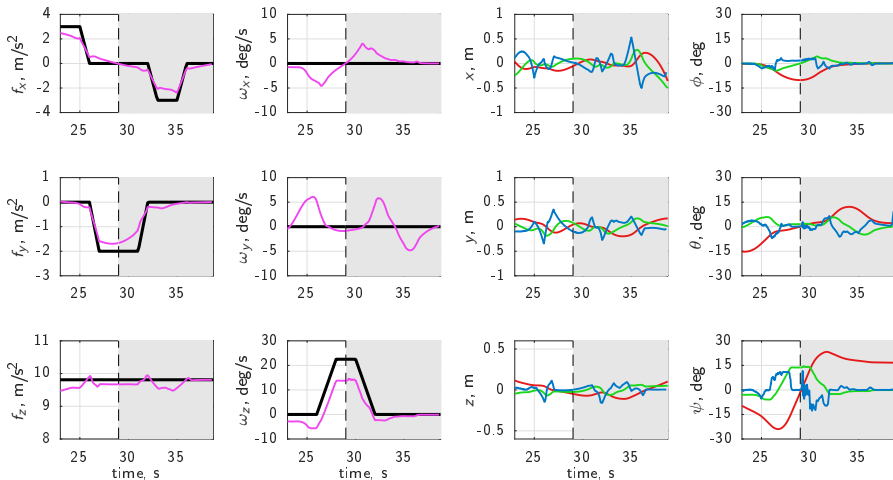 f_x, m/s²
4
2
0
-2
-4
25 30 35
ω_x, deg/s
10
5
0
-5
-10
25 30 35
x, m
1
0.5
0
-0.5
-1
25 30 35
ϕ, deg
30
15
0
-15
-30
25 30 35
f_y, m/s²
1
0
-1
-2
-3
25 30 35
ω_y, deg/s
10
5
0
-5
-10
25 30 35
y, m
1
0.5
0
-0.5
-1
25 30 35
θ, deg
30
15
0
-15
-30
25 30 35
f_z, m/s²
11
10
9
8
25 30 35
time, s
ω_z, deg/s
30
20
10
0
-10
25 30 35
time, s
z, m
0.5
0
-0.5
25 30 35
time, s
ψ, deg
30
15
0
-15
-30
25 30 35
time, s